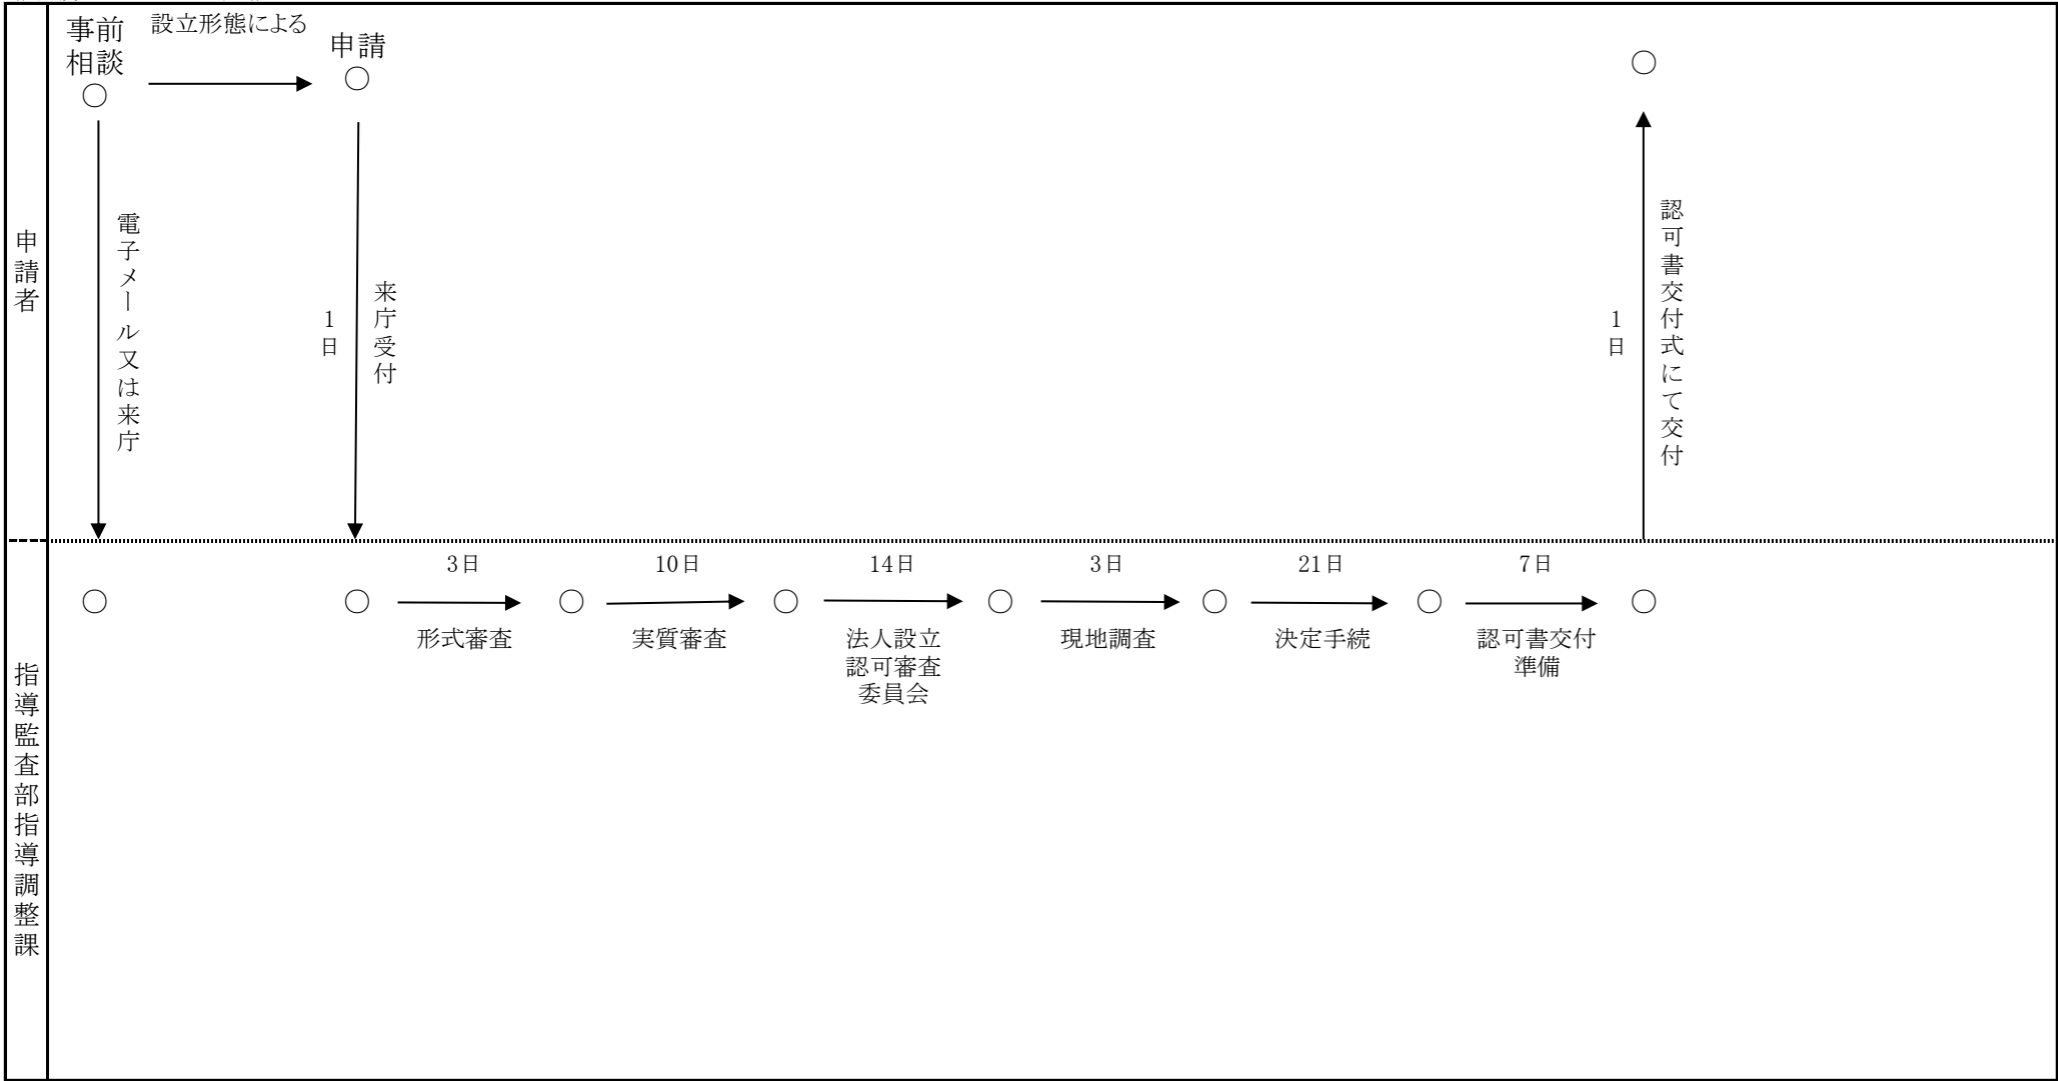 事前
相談
設立形態による
申請
申請者
電子メール又は来庁
1日
来庁受付
1日
認可書交付式にて交付
指導監査部指導調整課
3日
形式審査
10日
実質審査
14日
法人設立
認可審査
委員会
3日
現地調査
21日
決定手続
7日
認可書交付
準備